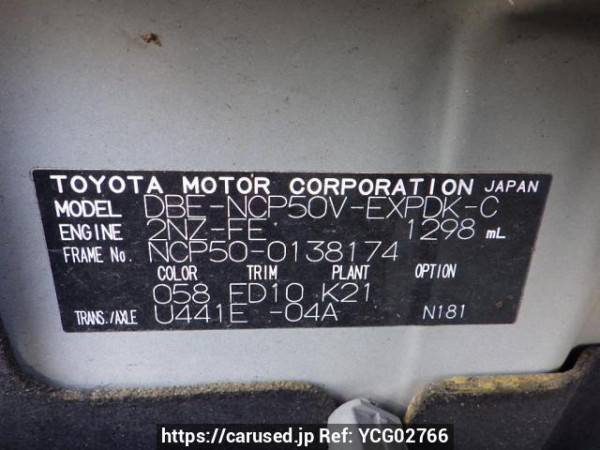 TOYOTA MOTOR CORPORATION JAPAN
MODEL DBE-NCP50V-EXPDK-C
ENGINE 2NZ-FE 1298 mL
FRAME No. NCP50-0138174
COLOR TRIM PLANT OPTION
058 FD10 K21
TRANS./AXLE U441E -04A N181
https://carused.jp Ref: YCG02766